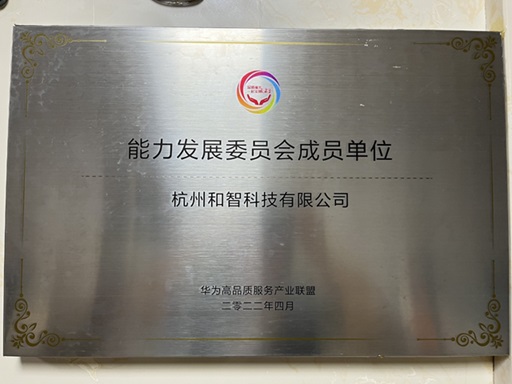 能力发展委员会成员单位
杭州和智科技有限公司
华为高品质服务产业联盟
二零二二年四月